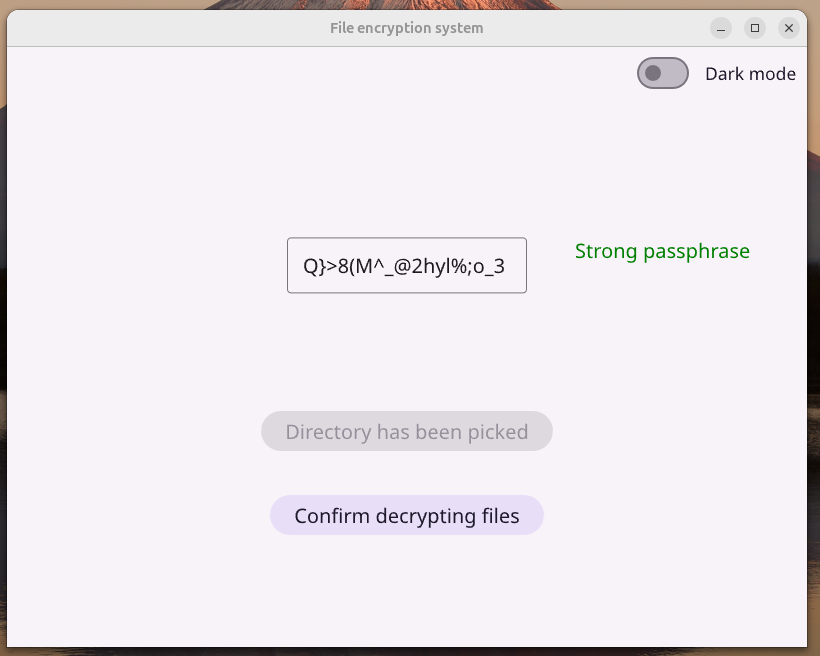 File encryption system
Dark mode
Strong passphrase
Q}>8(M^_@2hyl%;o_3
Directory has been picked
Confirm decrypting files